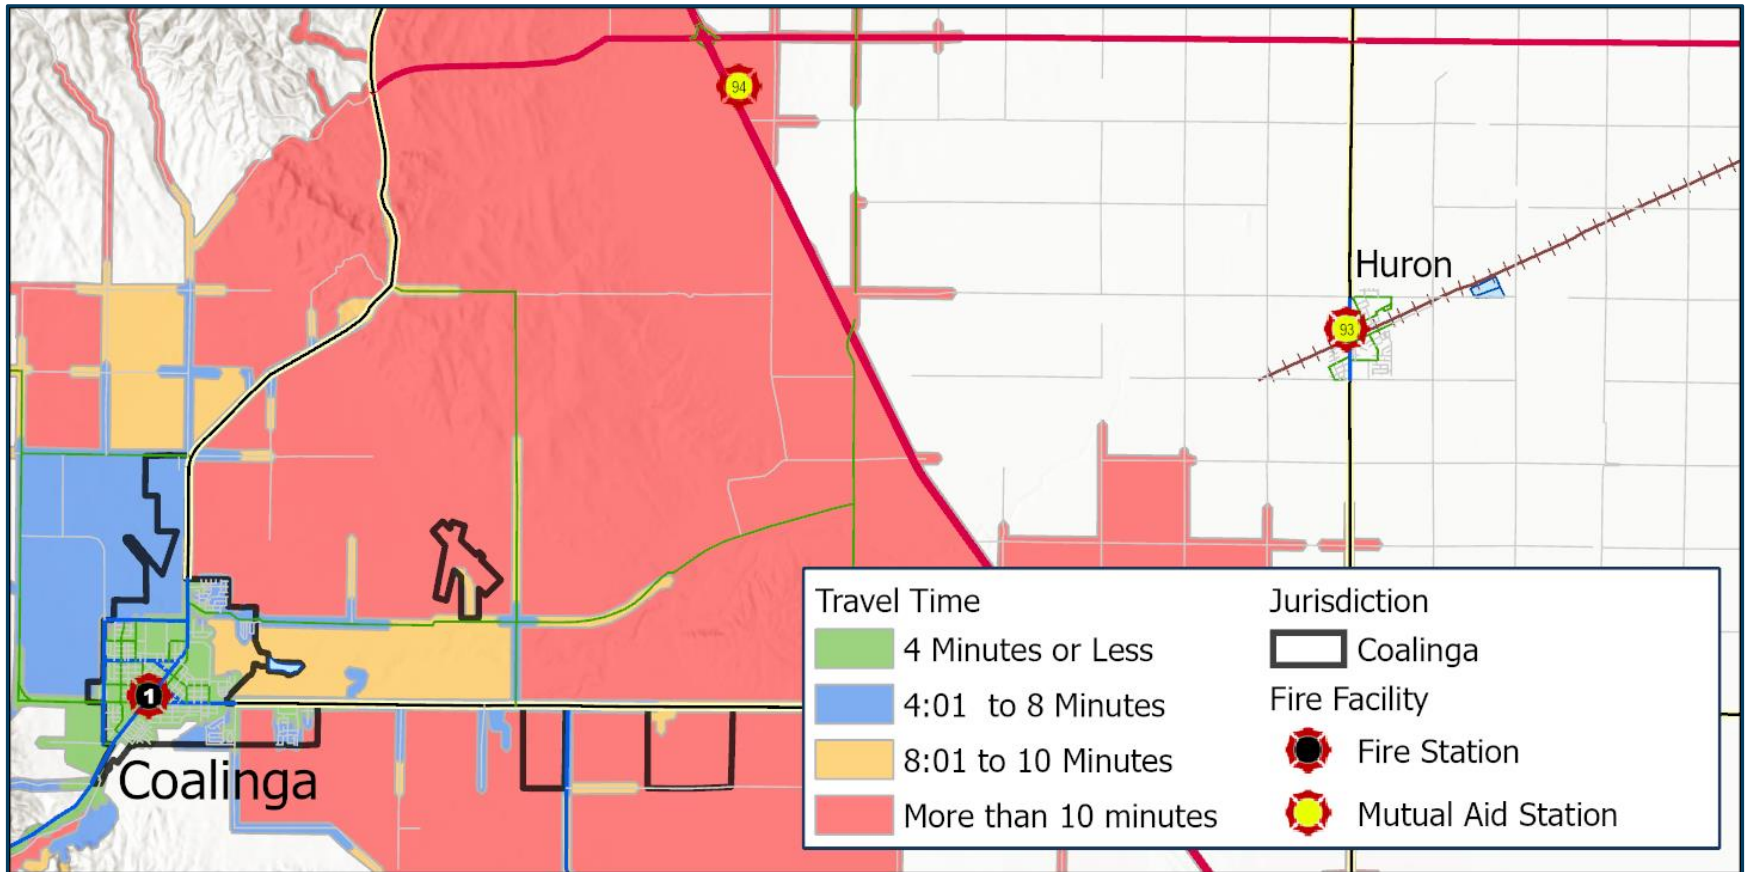 94
Huron
93
1
Coalinga
Travel Time
4 Minutes or Less
4:01 to 8 Minutes
8:01 to 10 Minutes
More than 10 minutes
Jurisdiction
Coalinga
Fire Facility
Fire Station
Mutual Aid Station